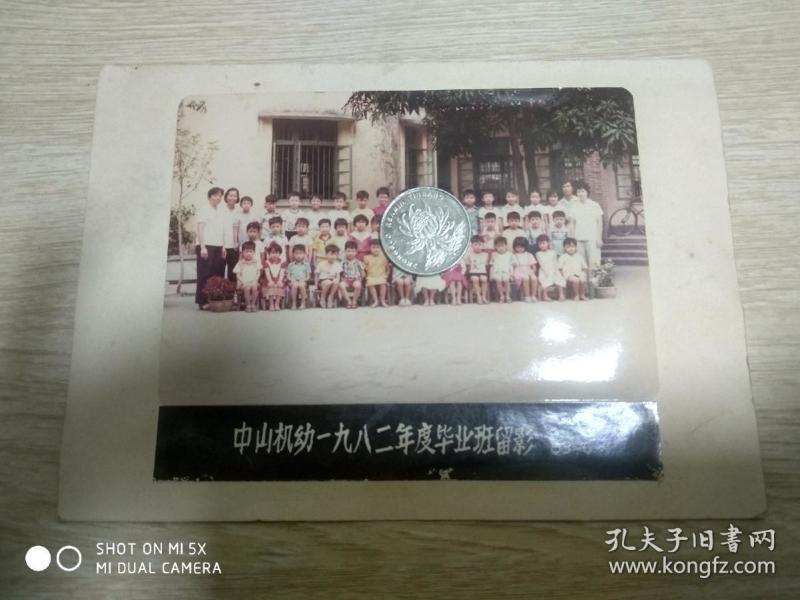 中山机幼一九八二年度毕业班留影
SHOT ON MI 5X
MI DUAL CAMERA
孔夫子旧书网
www.kongfz.com